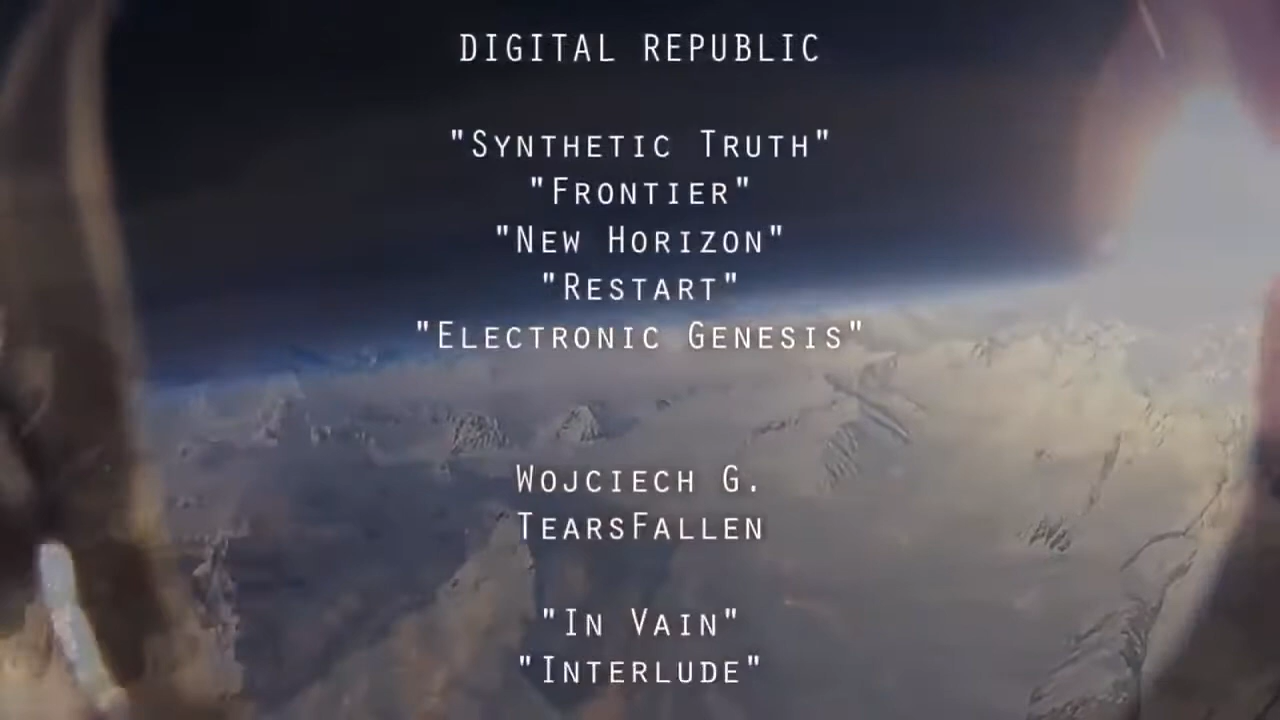 DIGITAL REPUBLIC
"Synthetic Truth"
"Frontier"
"New Horizon"
"Restart"
"Electronic Genesis"
Wojciech G.
TearsFallen
"In Vain"
"Interlude"